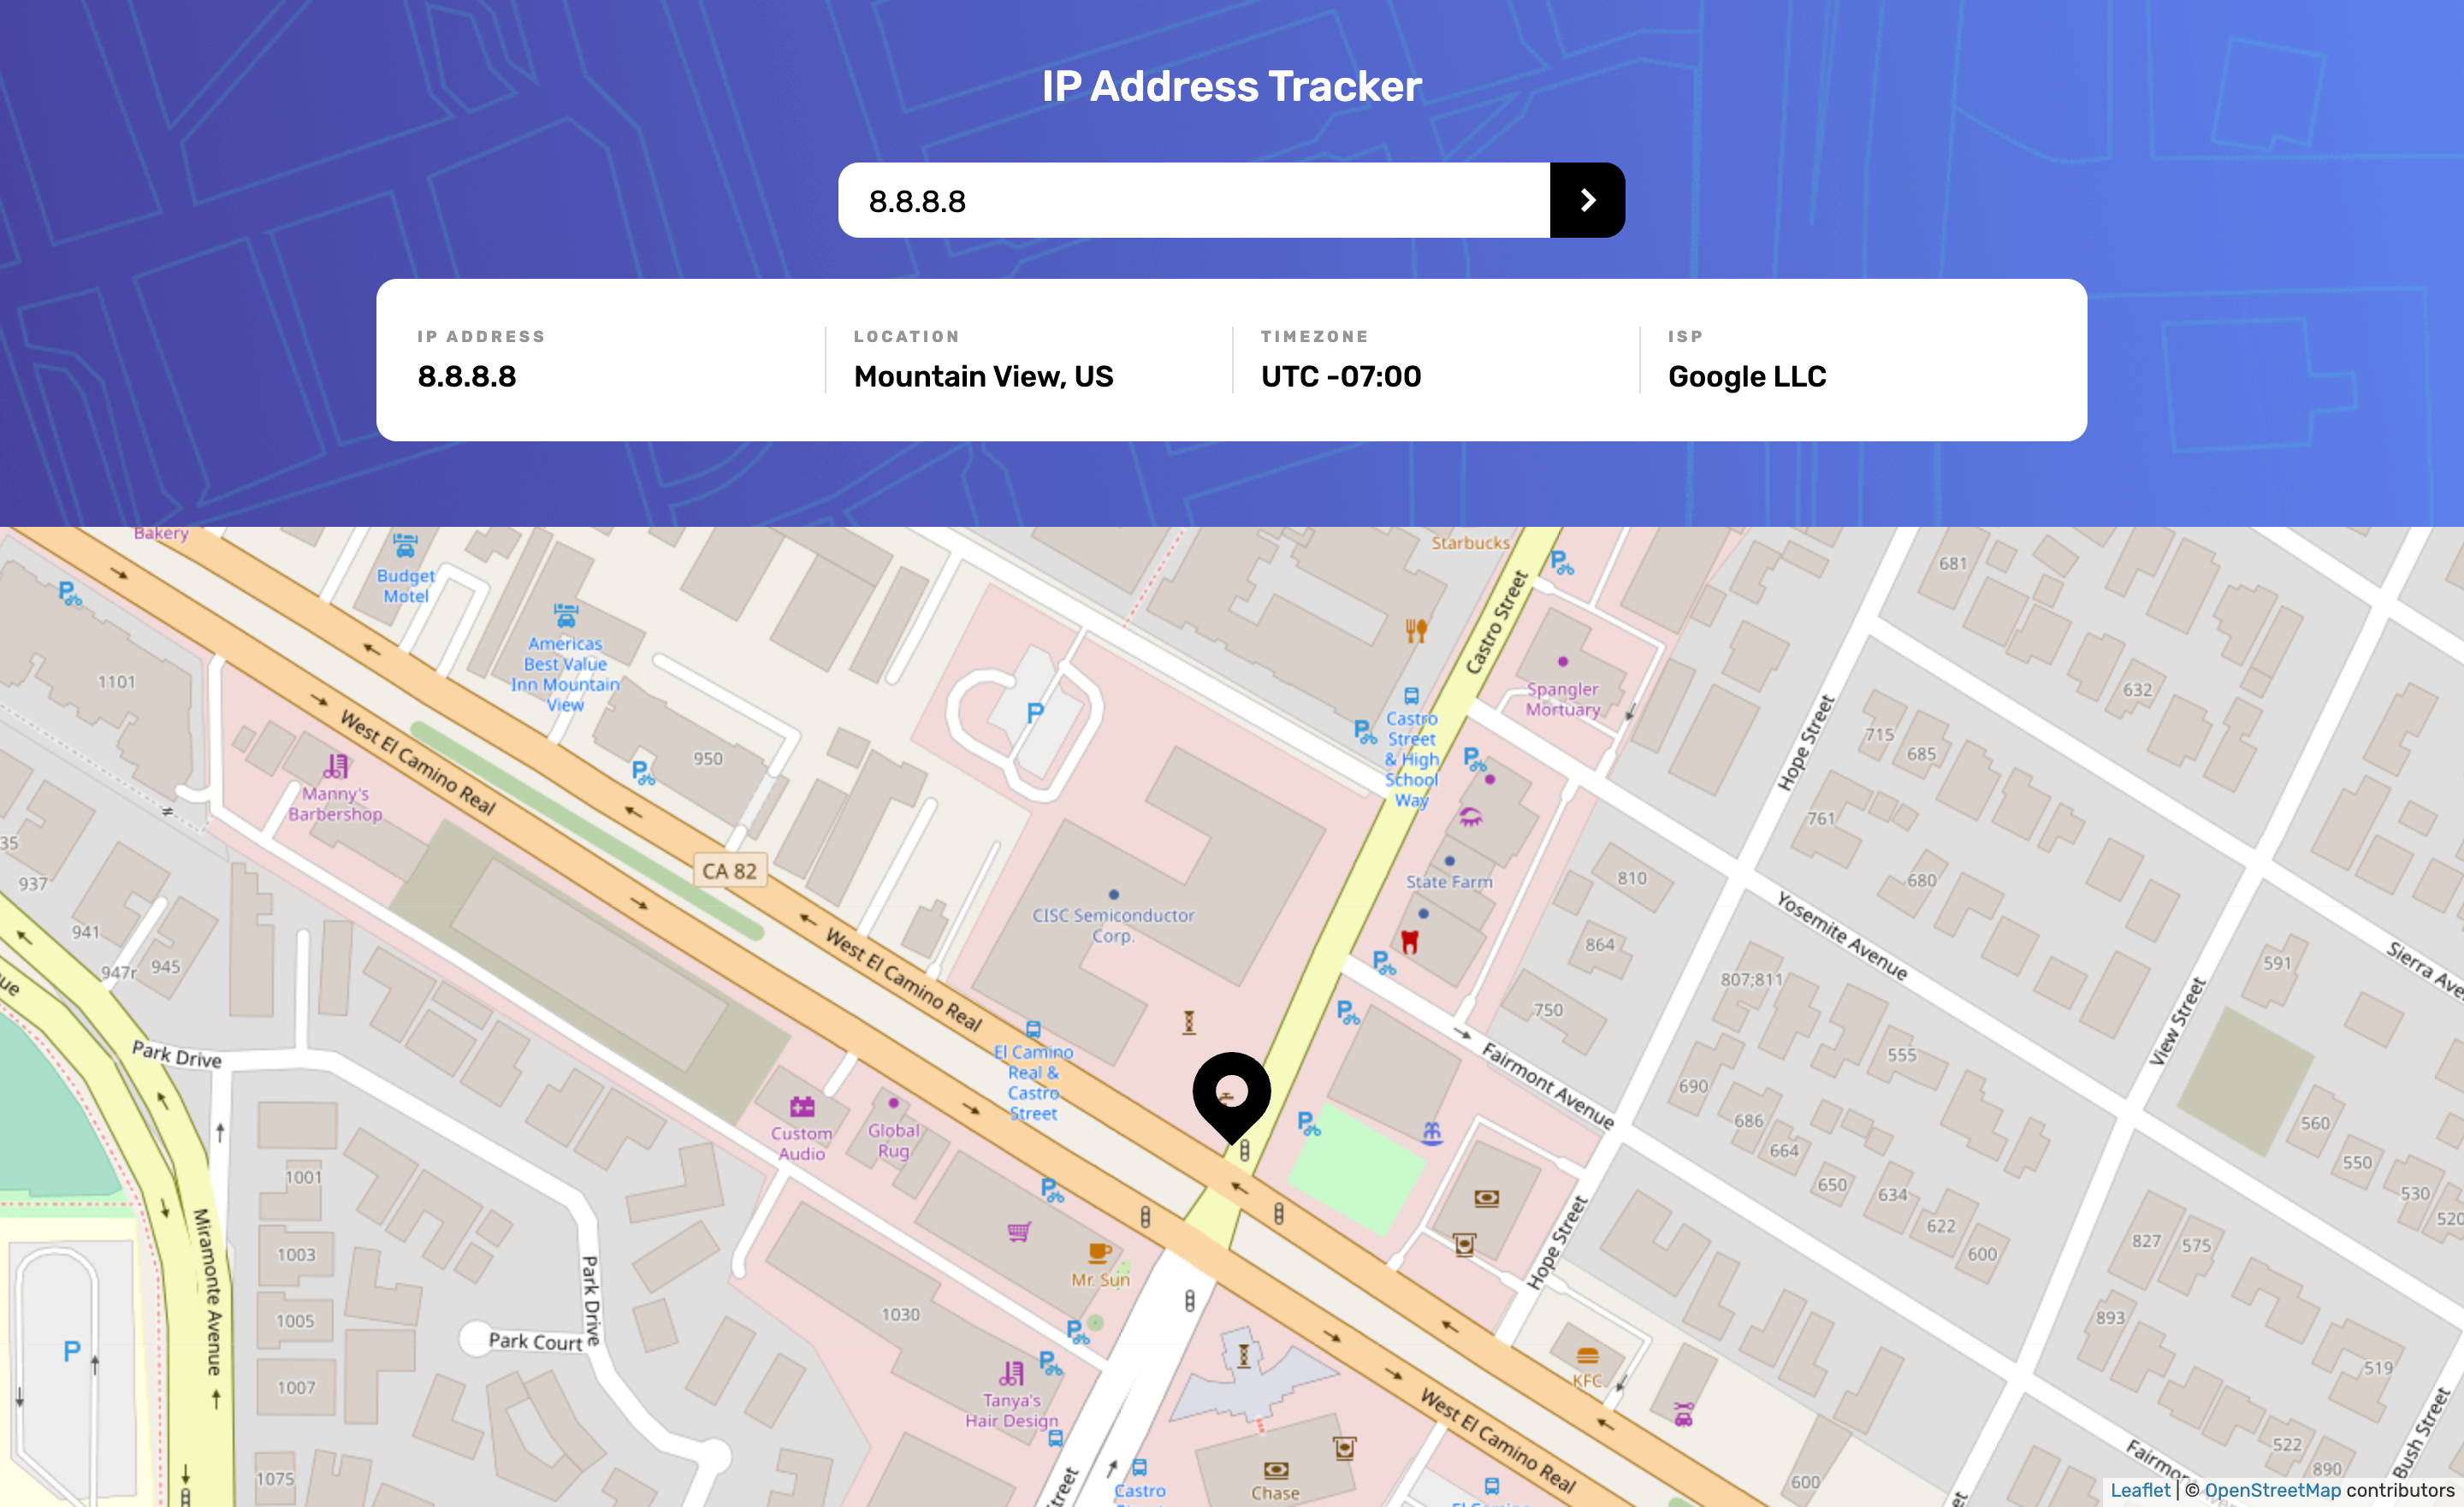 IP Address Tracker
8.8.8.8
IP ADDRESS
8.8.8.8
LOCATION
Mountain View, US
TIMEZONE
UTC -07:00
ISP
Google LLC
Bakery
Budget
Motel
Americas
Best Value
Inn Mountain
View
Starbucks
Castro Street
681
1101
632
Spangler
Mortuary
Castro
Street
& High
School
Way
Hope Street
715
685
West El Camino Real
950
Manny's
Barbershop
761
CA 82
35
937
State Farm
810
680
CISC Semiconductor
Corp.
941
947r
945
West El Camino Real
864
Yosemite Avenue
Sierra Ave
591
807;811
ue
750
View Street
Park Drive
El Camino
Real &
Castro
Street
Fairmont Avenue
555
690
686
560
Custom
Audio
Global
Rug
664
550
1001
650
634
530
520
622
827
575
600
Miramonte Avenue
1003
Park Drive
Hope Street
Mr. Sun
1030
1005
893
Park Court
P
P
KFC
519
1007
Tanya's
Hair Design
West El Camino Real
Bush Street
522
1075
treet
Castro
Chase
600
Fairmo
890
et
Leaflet | © OpenStreetMap contributors